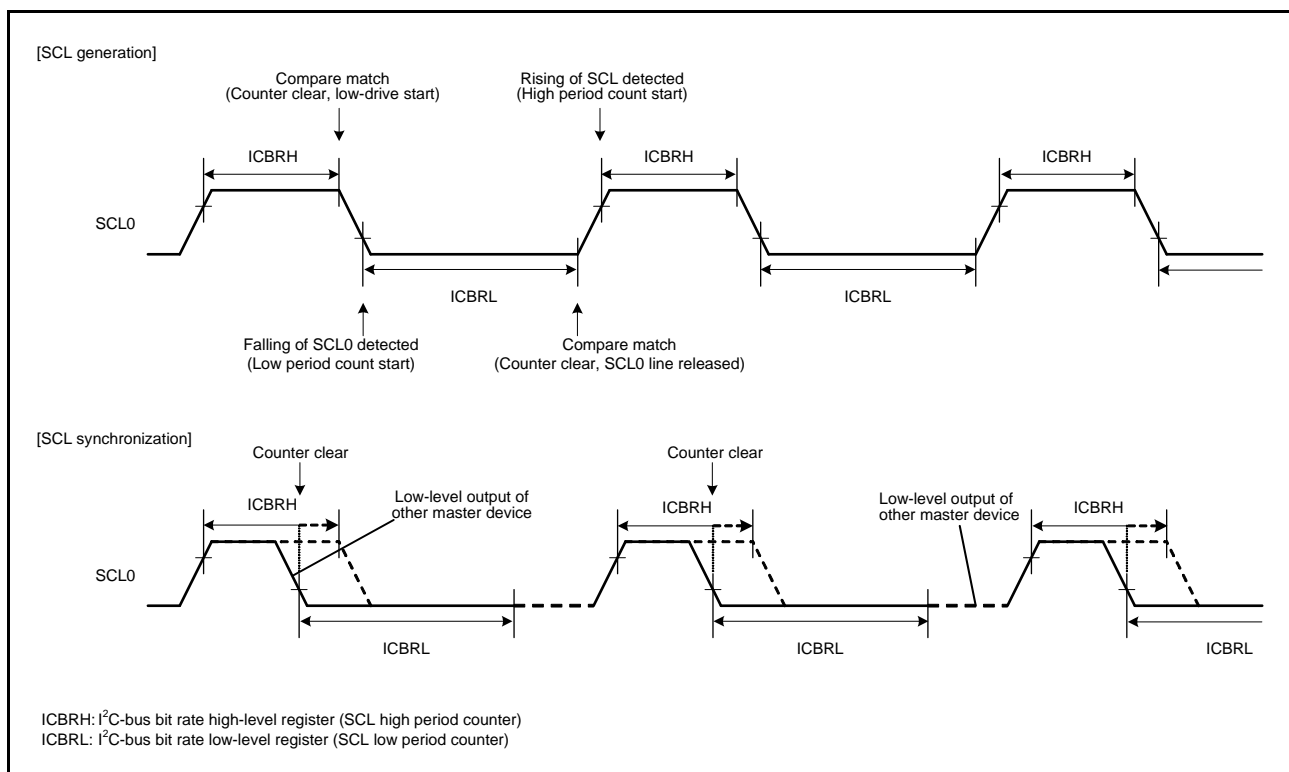 [SCL generation]
Compare match
(Counter clear, low-drive start)
Rising of SCL detected
(High period count start)
ICBRH
ICBRH
ICBRH
SCL0
ICBRL
ICBRL
Falling of SCL0 detected
(Low period count start)
Compare match
(Counter clear, SCL0 line released)
[SCL synchronization]
Counter clear
Counter clear
ICBRH
Low-level output of
other master device
ICBRH
Low-level output of
other master device
ICBRH
SCL0
ICBRL
ICBRL
ICBRL
ICBRH: I²C-bus bit rate high-level register (SCL high period counter)
ICBRL: I²C-bus bit rate low-level register (SCL low period counter)